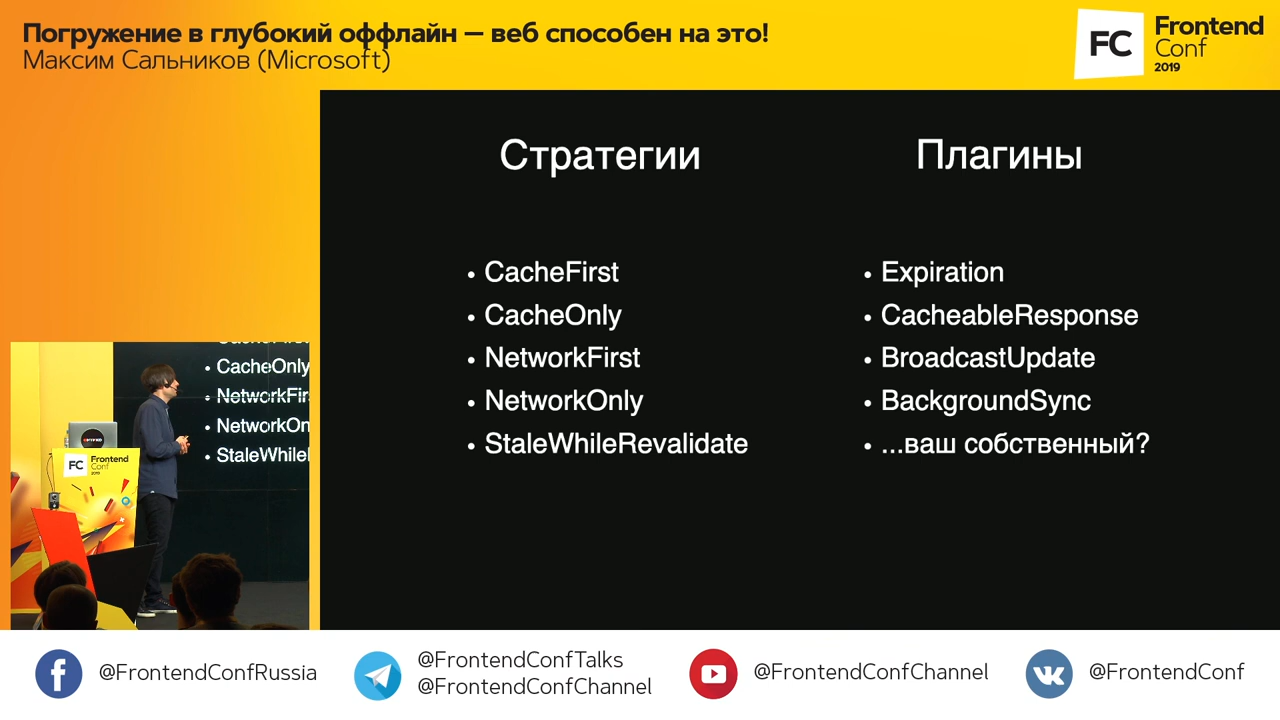 Погружение в глубокий оффлайн — веб способен на это!
Максим Сальников (Microsoft)
FC
Frontend
Conf
2019
Стратегии
• CacheFirst
• CacheOnly
• NetworkFirst
• NetworkOnly
• StaleWhileRevalidate
Плагины
• Expiration
• CacheableResponse
• BroadcastUpdate
• BackgroundSync
• ...ваш собственный?
• CacheOnly
• NetworkFir
• NetworkOn
• StaleWhile
FC
Frontend
Conf
2019
@FrontendConfRussia
@FrontendConfTalks
@FrontendConfChannel
@FrontendConfChannel
@FrontendConf